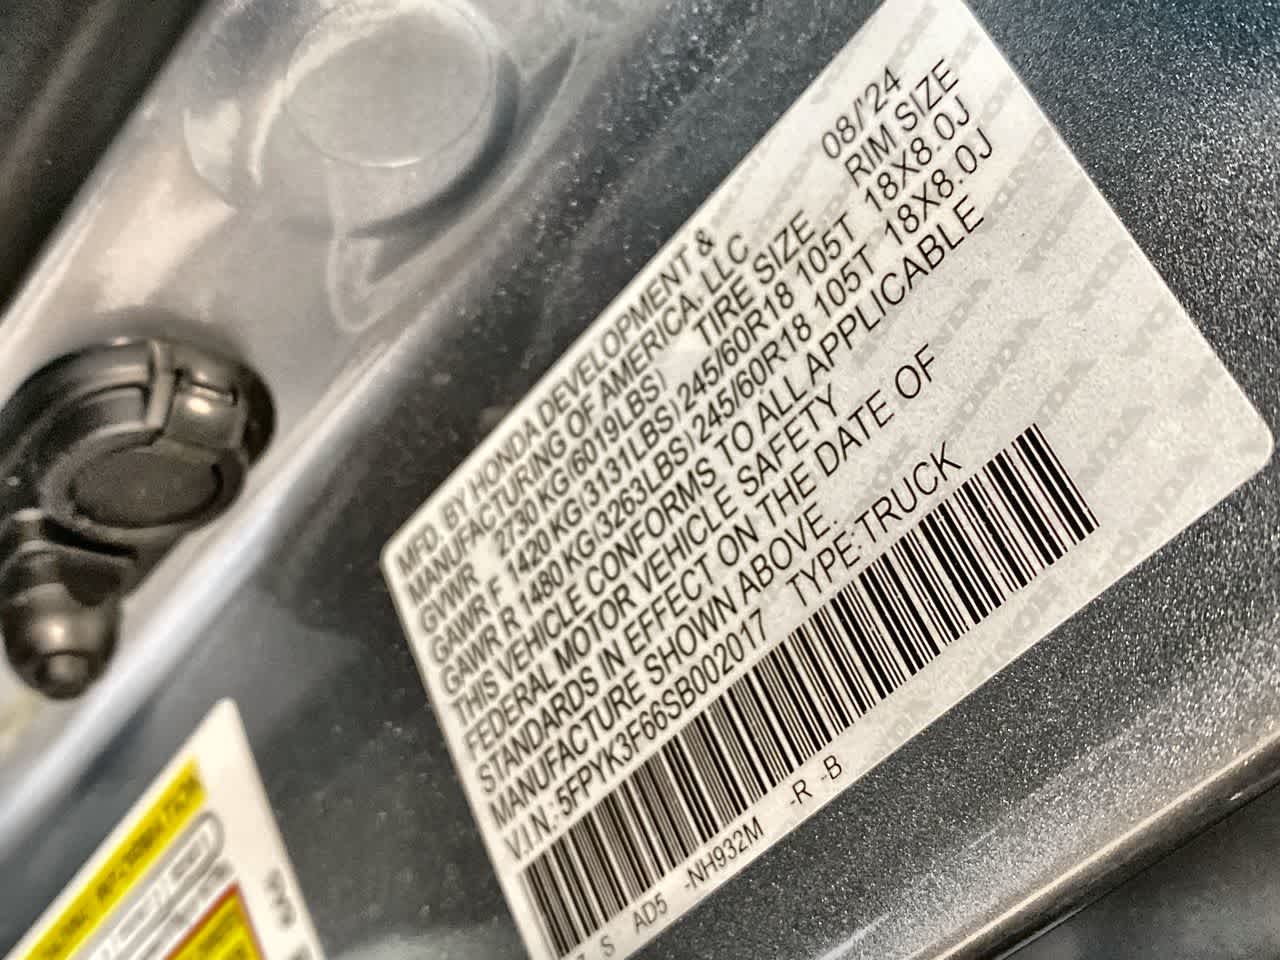 MFD. BY HONDA DEVELOPMENT & 08/'24
MANUFACTURING OF AMERICA, LLC RIM SIZE
GVWR 2730 KG(6019LBS) TIRE SIZE 18X8.0J
GAWR F 1420 KG(3131LBS) 245/60R18 105T 18X8.0J
GAWR R 1480 KG(3263LBS) 245/60R18 105T
THIS VEHICLE CONFORMS TO ALL APPLICABLE
FEDERAL MOTOR VEHICLE SAFETY
STANDARDS IN EFFECT ON THE DATE OF
MANUFACTURE SHOWN ABOVE.
V.I.N.:5FPYK3F66SB002017 TYPE:TRUCK
S AD5 -NH932M -R -B
HONDA